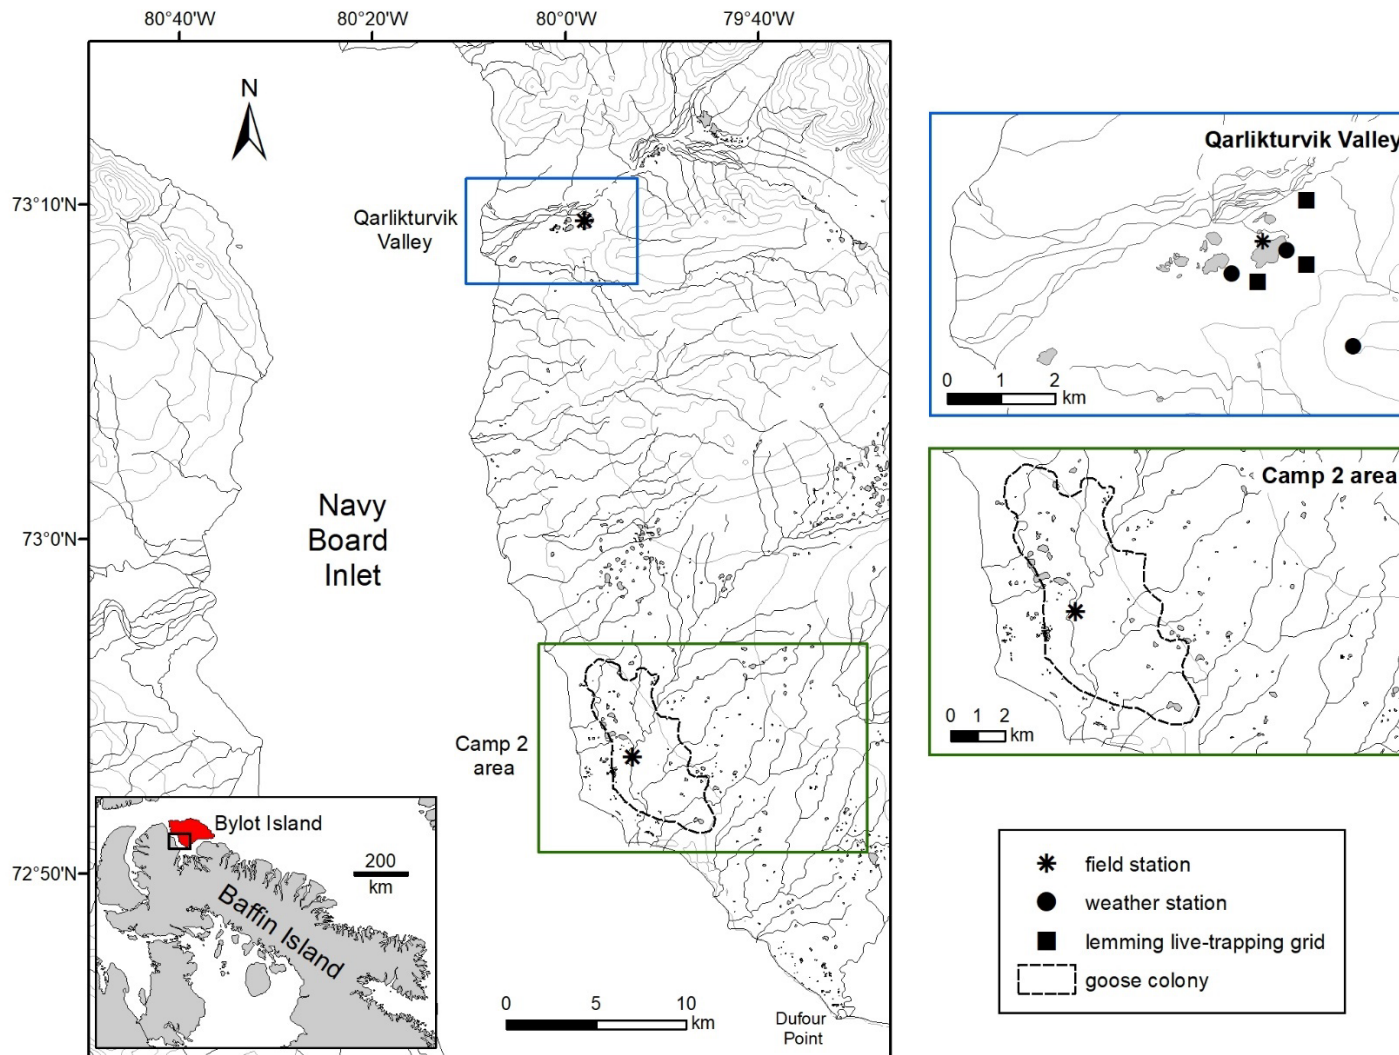 80°40'W
80°20'W
80°0'W
79°40'W
N
73°10'N
73°0'N
72°50'N
Qarlikturvik
Valley
Navy
Board
Inlet
Camp 2
area
Bylot Island
200
km
Baffin Island
0 5 10
km
Dufour
Point
Qarlikturvik Valley
0 1 2
km
Camp 2 area
0 1 2
km
field station
weather station
lemming live-trapping grid
goose colony